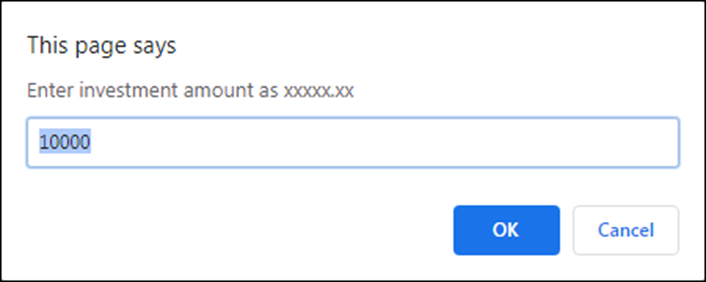 This page says
Enter investment amount as xxxxx.xx
10000
OK Cancel